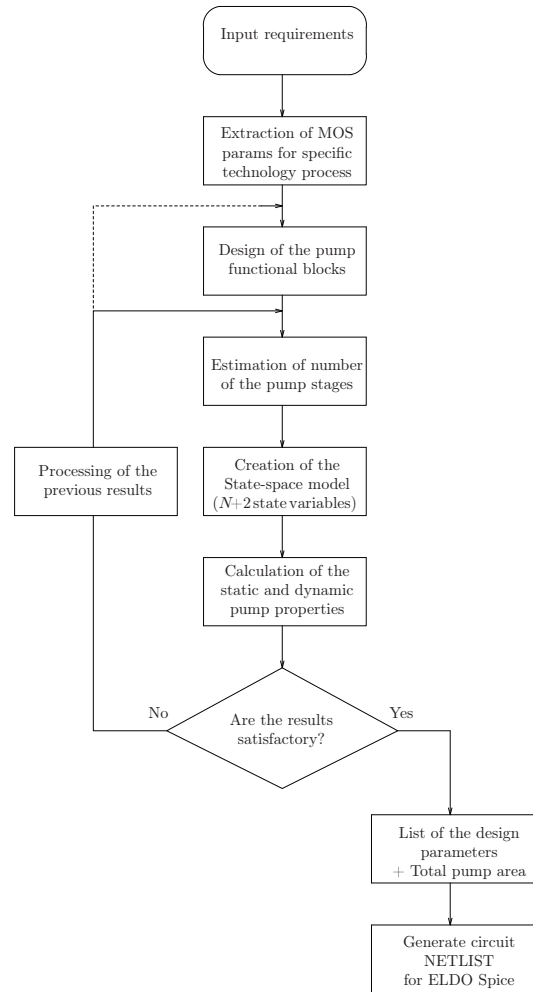 Input requirements
Extraction of MOS
params for specific
technology process
Design of the pump
functional blocks
Estimation of number
of the pump stages
Processing of the
previous results
Creation of the
State-space model
(N+2 state variables)
Calculation of the
static and dynamic
pump properties
No
Are the results
satisfactory?
Yes
List of the design
parameters
+ Total pump area
Generate circuit
NETLIST
for ELDO Spice